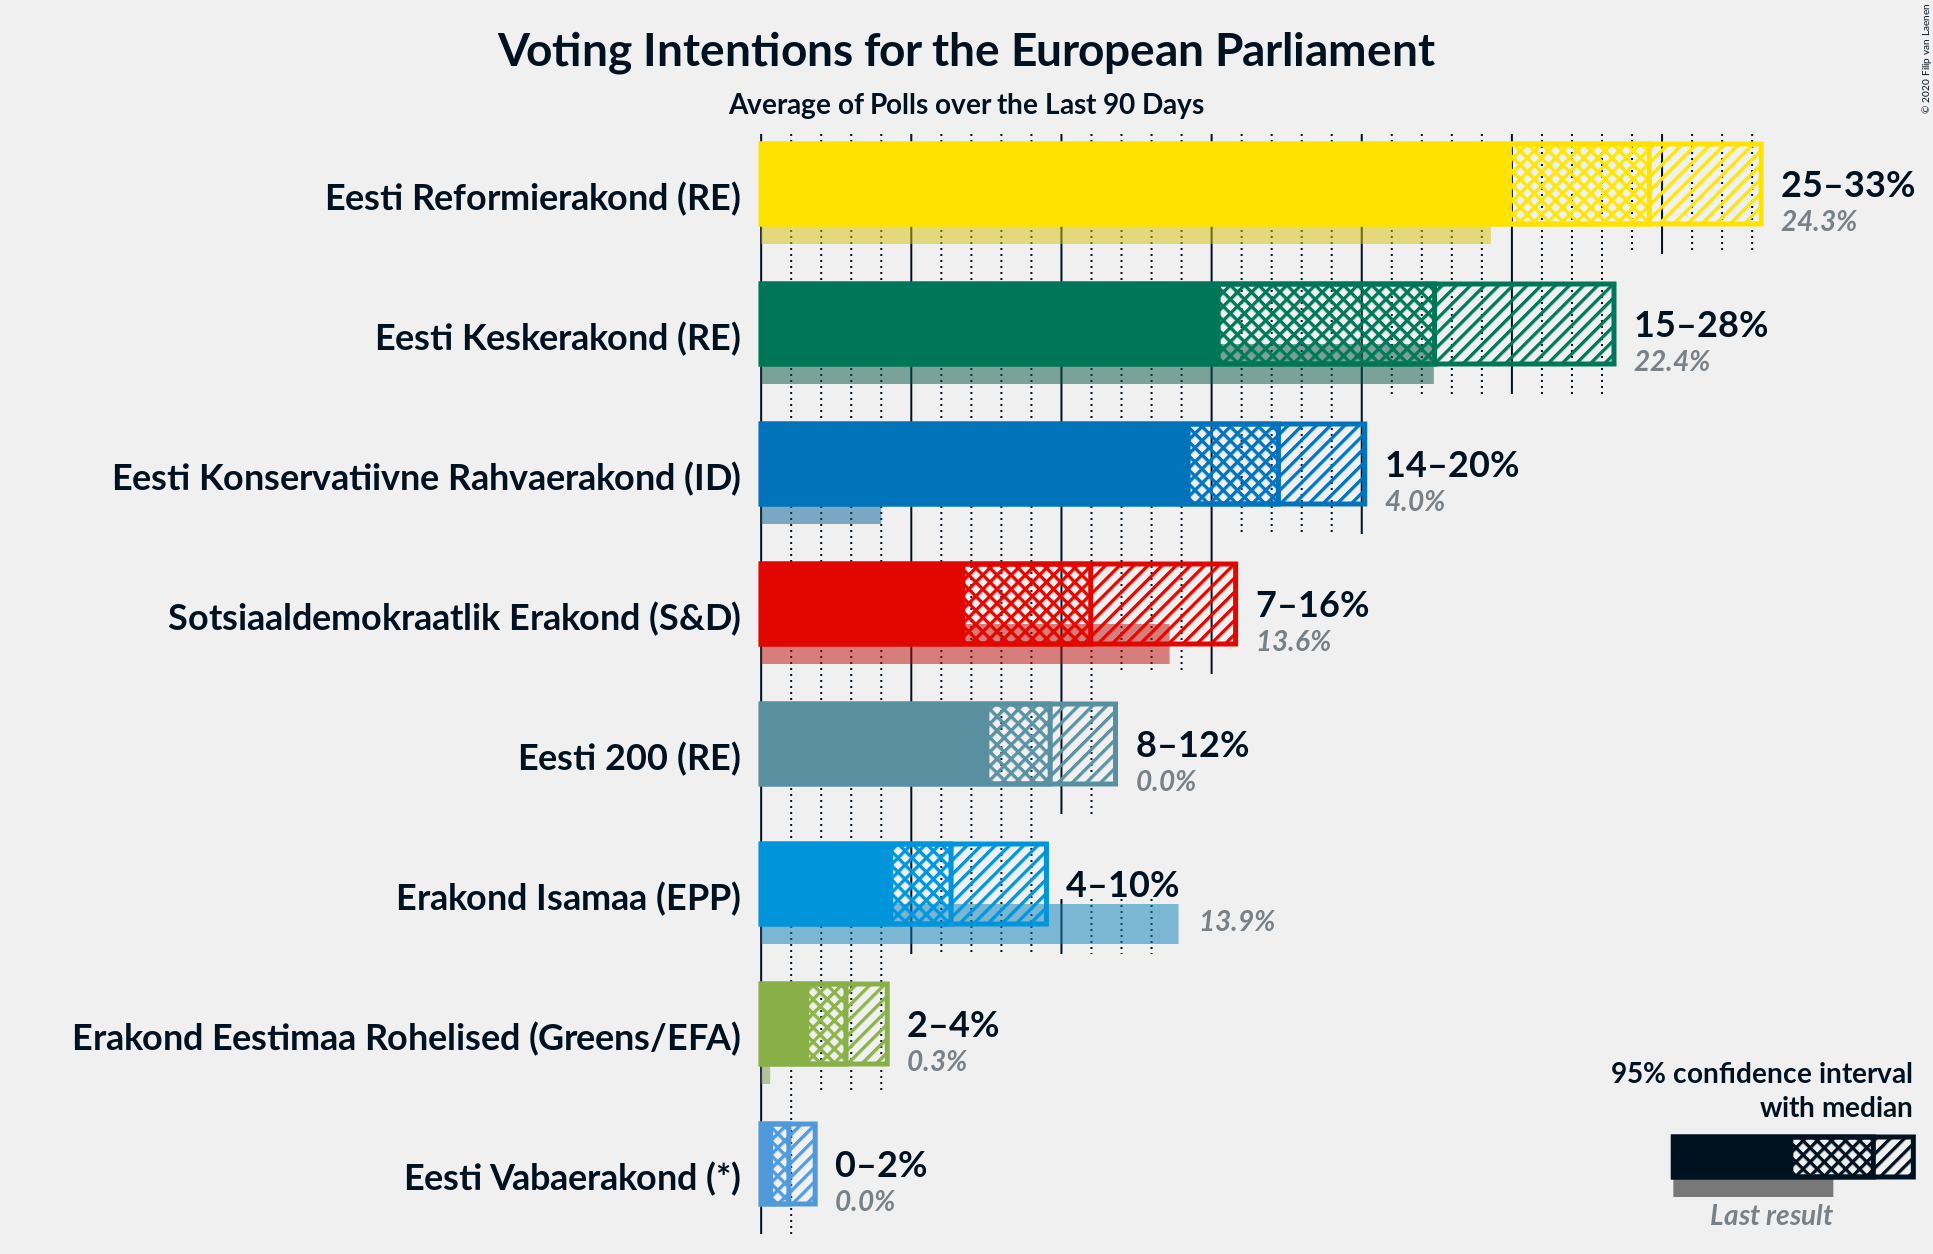 Voting Intentions for the European Parliament
Average of Polls over the Last 90 Days
© 2020 Filip van Laenen
Eesti Reformierakond (RE)
25–33%
24.3%
Eesti Keskerakond (RE)
15–28%
22.4%
Eesti Konservatiivne Rahvaerakond (ID)
14–20%
4.0%
Sotsiaaldemokraatlik Erakond (S&D)
7–16%
13.6%
Eesti 200 (RE)
8–12%
0.0%
Erakond Isamaa (EPP)
4–10%
13.9%
Erakond Eestimaa Rohelised (Greens/EFA)
2–4%
0.3%
Eesti Vabaerakond (*)
0–2%
0.0%
95% confidence interval
with median
Last result